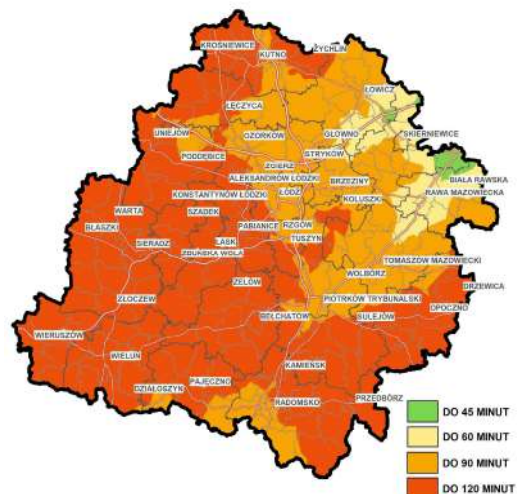 KROŚNIEWICE
KUTNO
ŻYCHLIN
ŁOWICZ
ŁĘCZYCA
UNIEJÓW
OZORKÓW
GŁOWNO
SKIERNIEWICE
STRYKÓW
PODDĘBICE
ZGIERZ
BIAŁA RAWSKA
ALEKSANDRÓW ŁÓDZKI
BRZEZINY
RAWA MAZOWIECKA
KONSTANTYNÓW ŁÓDZKI
ŁÓDŹ
KOLUSZKI
WARTA
SZADEK
PABIANICE
RZGÓW
BŁASZKI
TUSZYN
SIERADZ
ŁASK
ZDUŃSKA WOLA
TOMASZÓW MAZOWIECKI
WOLBÓRZ
ZELÓW
DRZEWICA
ZŁOCZEW
PIOTRKÓW TRYBUNALSKI
OPOCZNO
BEŁCHATÓW
SULEJÓW
WIERUSZÓW
WIELUŃ
KAMIEŃSK
PAJĘCZNO
DZIAŁOSZYN
RADOMSKO
PRZEDBÓRZ
DO 45 MINUT
DO 60 MINUT
DO 90 MINUT
DO 120 MINUT